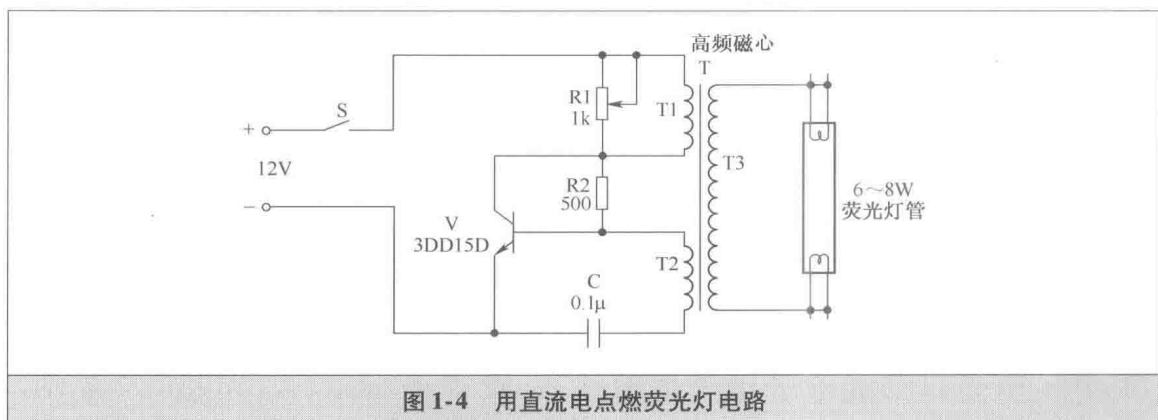 高频磁心
T
S
R1
1k
T1
+
12V
−
R2
500
T3
6～8W
荧光灯管
V
3DD15D
T2
C
0.1μ
图1-4 用直流电点燃荧光灯电路